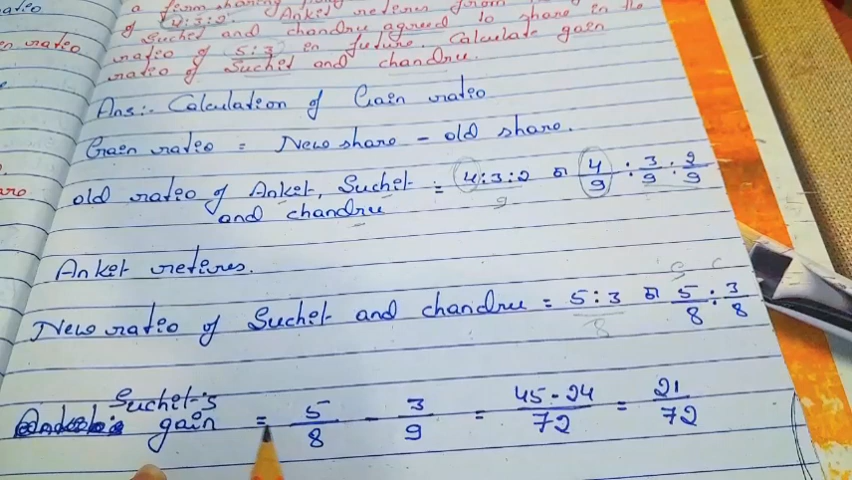 a firm sharing
of 4:3:2. Anket retires from
of Suchet and chandru agreed to share in the
ratio of 5:3 in future. Calculate gain
ratio of Suchet and chandru.
Ans:- Calculation of Gain ratio
Gain ratio = New share - old share.
old ratio of Anket, Suchet and chandru = 4:3:2 or 4/9 : 3/9 : 2/9
9
Anket retires.
S C
New ratio of Suchet and chandru = 5:3 or 5/8 : 3/8
8
Suchet's gain = 5/8 - 3/9 = 45-24/72 = 21/72